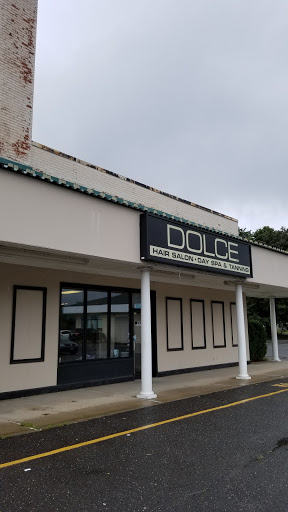 DOLCE
HAIR SALON • DAY SPA & TANNING